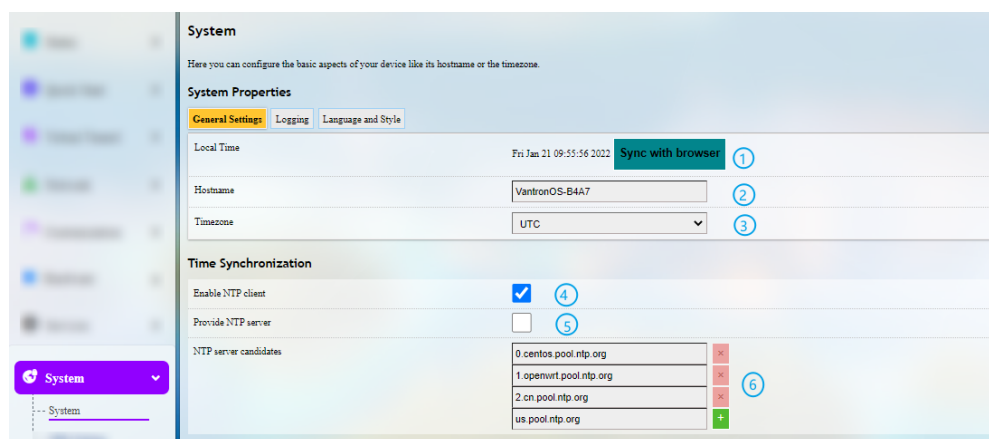 System
Here you can configure the basic aspects of your device like its hostname or the timezone.
System Properties
General Settings Logging Language and Style
Local Time Fri Jan 21 09:55:56 2022 Sync with browser 1
Hostname VantronOS-B4A7 2
Timezone UTC 3
Time Synchronization
Enable NTP client 4
Provide NTP server 5
NTP server candidates 0.centos.pool.ntp.org ×
1.openwrt.pool.ntp.org ×
2.cn.pool.ntp.org × 6
us.pool.ntp.org +
System
System